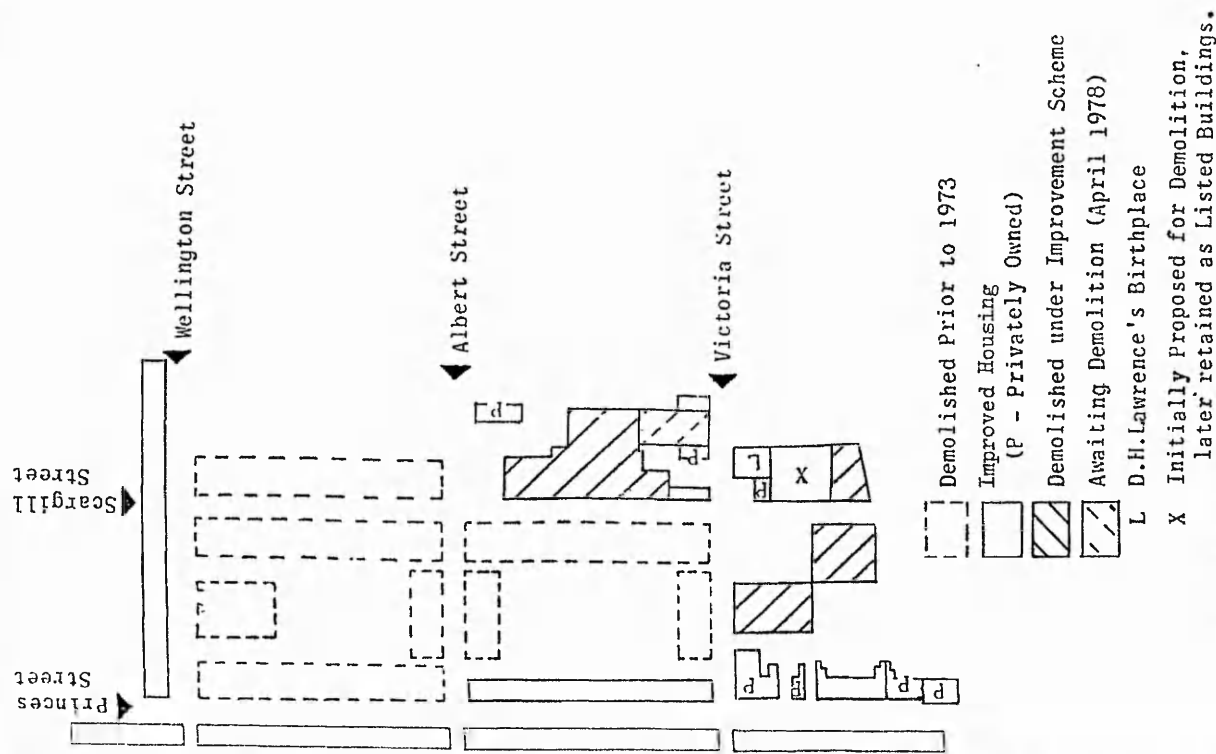 Princes
Street
Scargill
Street
Wellington Street
Albert Street
Victoria Street
P
P
L
P
X
P
P
P
P
Demolished Prior to 1973
Improved Housing
(P - Privately Owned)
Demolished under Improvement Scheme
Awaiting Demolition (April 1978)
L D.H.Lawrence's Birthplace
X Initially Proposed for Demolition,
later retained as Listed Buildings.